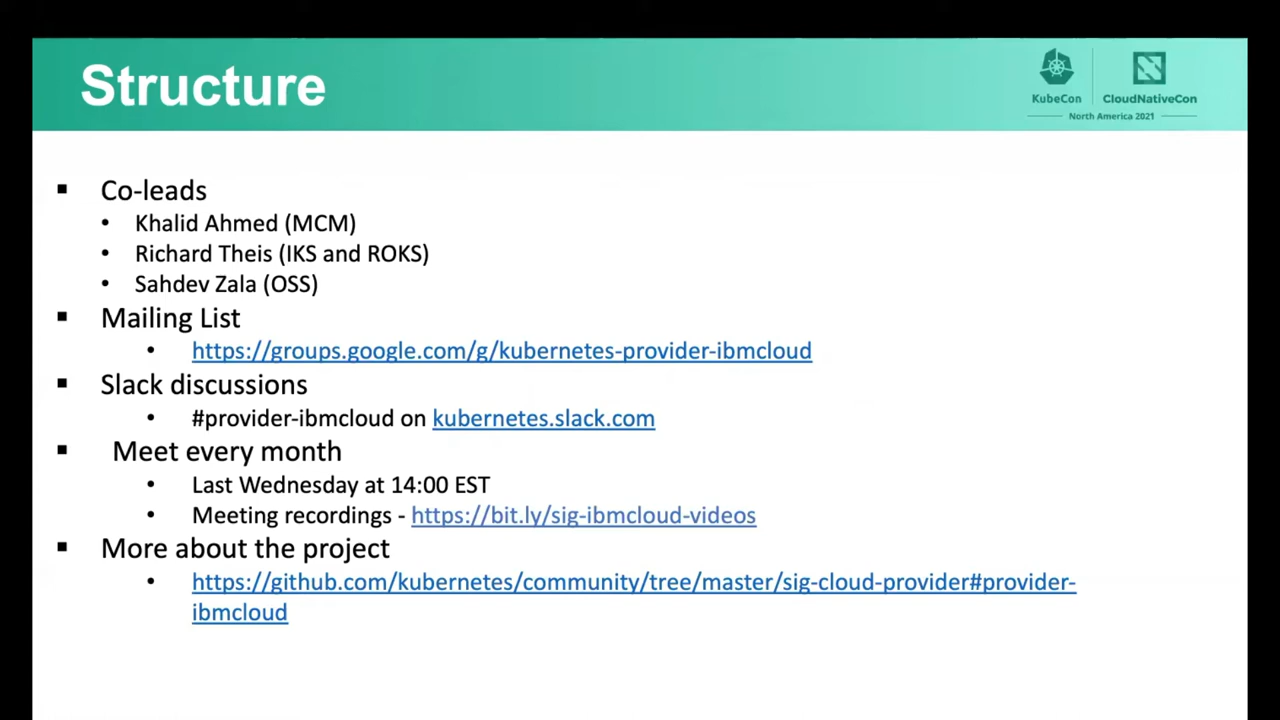 Structure
KubeCon
CloudNativeCon
North America 2021
▪ Co-leads
• Khalid Ahmed (MCM)
• Richard Theis (IKS and ROKS)
• Sahdev Zala (OSS)
▪ Mailing List
• https://groups.google.com/g/kubernetes-provider-ibmcloud
▪ Slack discussions
• #provider-ibmcloud on kubernetes.slack.com
▪ Meet every month
• Last Wednesday at 14:00 EST
• Meeting recordings - https://bit.ly/sig-ibmcloud-videos
▪ More about the project
• https://github.com/kubernetes/community/tree/master/sig-cloud-provider#provider-
ibmcloud